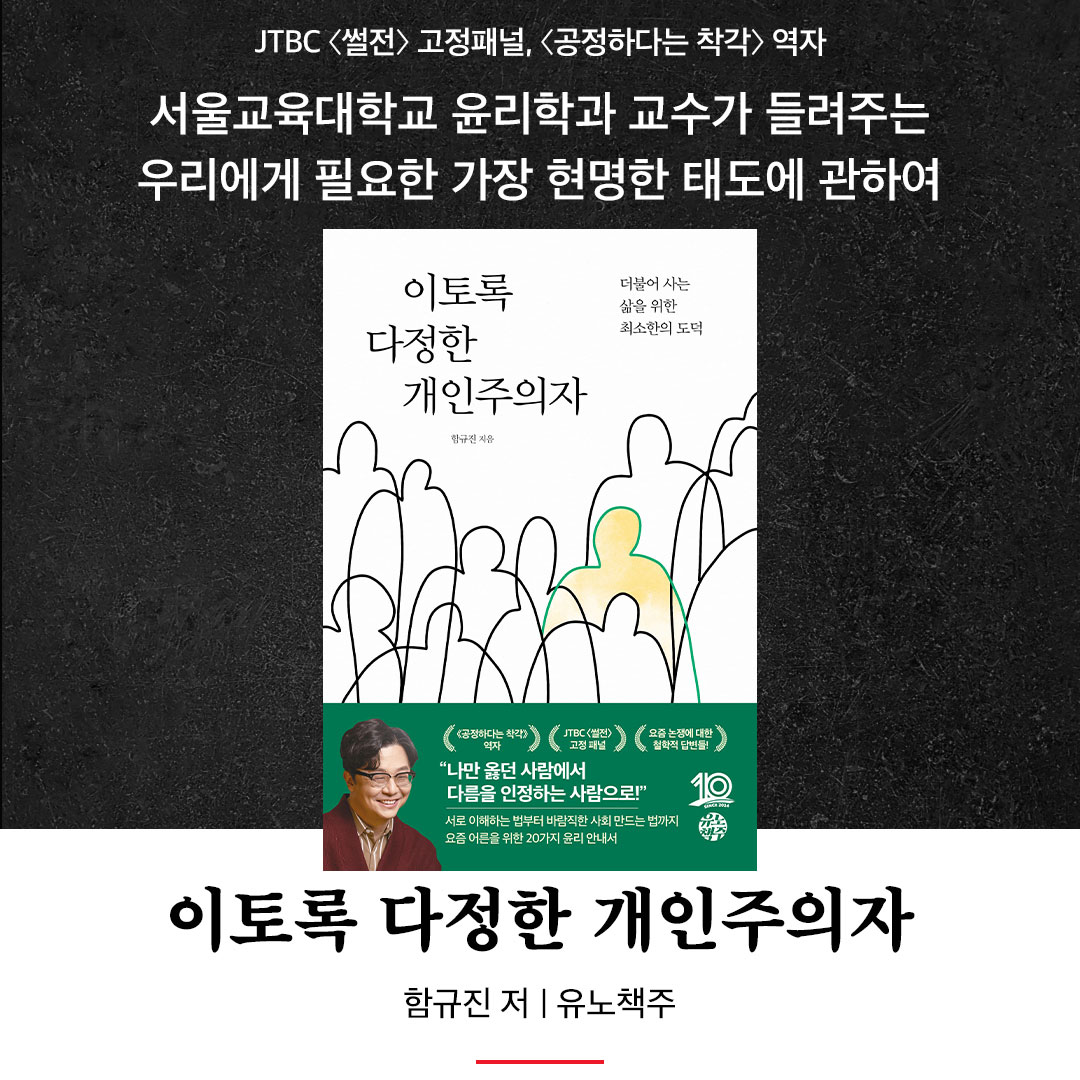 JTBC 〈썰전〉 고정패널, 〈공정하다는 착각〉 역자
서울교육대학교 윤리학과 교수가 들려주는
우리에게 필요한 가장 현명한 태도에 관하여
이토록
다정한
개인주의자
더불어 사는
삶을 위한
최소한의 도덕
함규진 지음
《공정하다는 착각》
역자
JTBC 〈썰전〉
고정 패널
요즘 논쟁에 대한
철학적 답변들!
“나만 옳던 사람에서
다름을 인정하는 사람으로!”
서로 이해하는 법부터 바람직한 사회 만드는 법까지
요즘 어른을 위한 20가지 윤리 안내서
10
SINCE 2014
유노
책주
이토록 다정한 개인주의자
함규진 저 | 유노책주